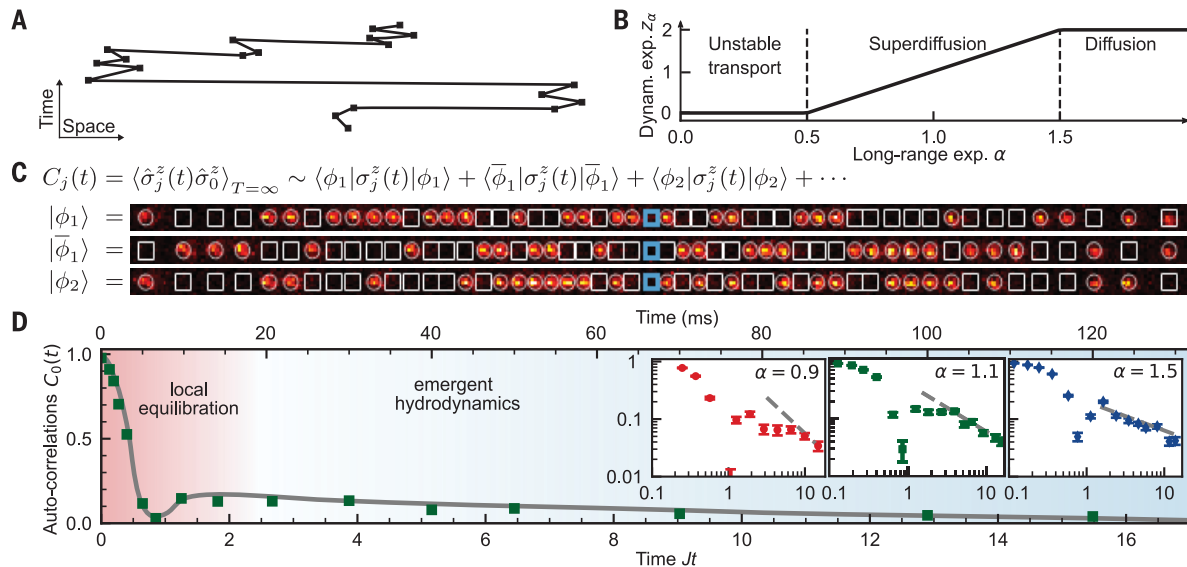 A
Time
Space
B
Dynam. exp. z_α
2
1
0
Unstable transport
Superdiffusion
Diffusion
0.0 0.5 1.0 1.5
Long-range exp. α
C
C_j(t) = ⟨σ̂_j^z(t)σ̂_0^z⟩_{T=∞} ∼ ⟨ϕ_1|σ_j^z(t)|ϕ_1⟩ + ⟨ϕ̅_1|σ_j^z(t)|ϕ̅_1⟩ + ⟨ϕ_2|σ_j^z(t)|ϕ_2⟩ + ⋯
|ϕ_1⟩ =
|ϕ̅_1⟩ =
|ϕ_2⟩ =
D
Time (ms)
0 20 40 60 80 100 120
Auto-correlations C_0(t)
1.0
0.5
0.0
local equilibration
emergent hydrodynamics
1
0.1
0.01
α = 0.9
α = 1.1
α = 1.5
0.1 1 10
0.1 1 10
0.1 1 10
0 2 4 6 8 10 12 14 16
Time Jt